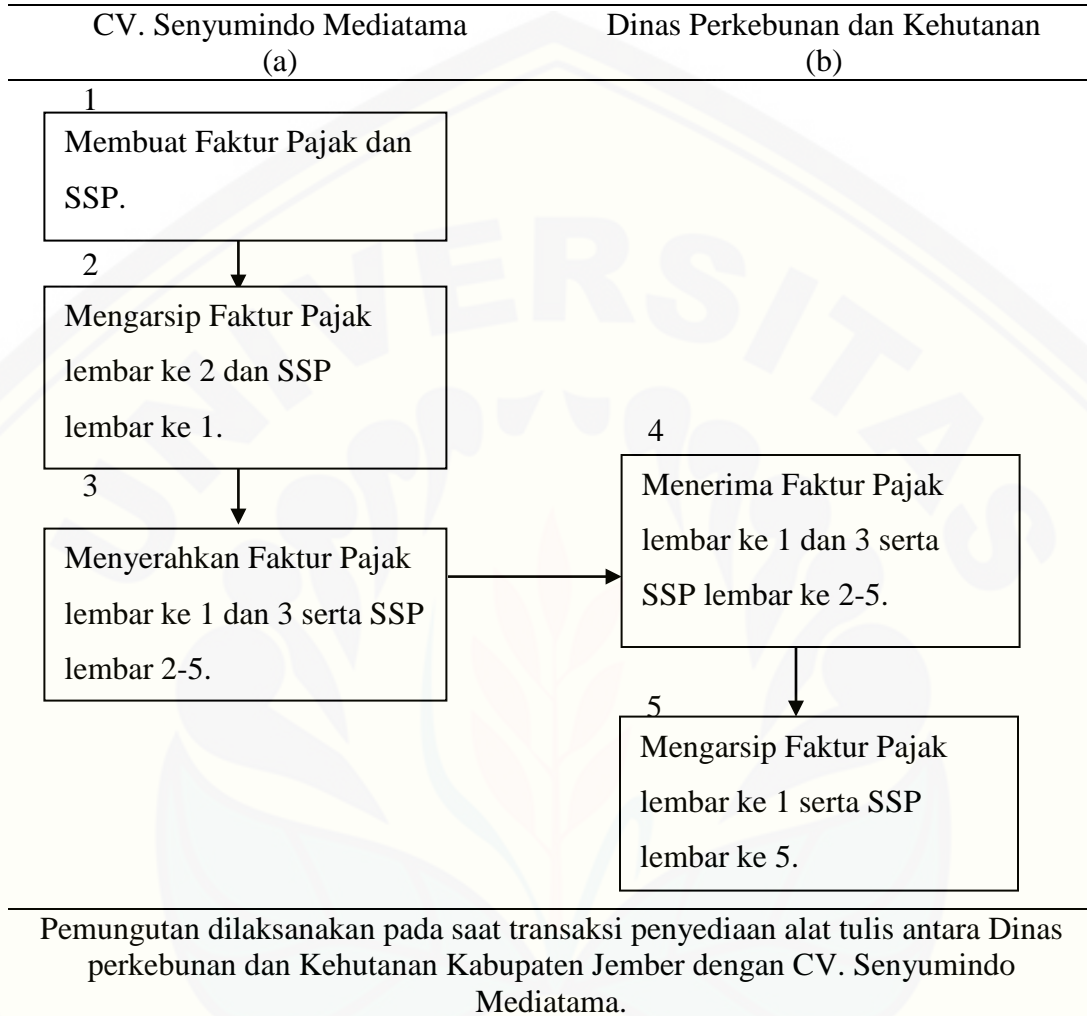 CV. Senyumindo Mediatama
(a)
Dinas Perkebunan dan Kehutanan
(b)
1
Membuat Faktur Pajak dan
SSP.
2
Mengarsip Faktur Pajak
lembar ke 2 dan SSP
lembar ke 1.
3
Menyerahkan Faktur Pajak
lembar ke 1 dan 3 serta SSP
lembar 2-5.
4
Menerima Faktur Pajak
lembar ke 1 dan 3 serta
SSP lembar ke 2-5.
5
Mengarsip Faktur Pajak
lembar ke 1 serta SSP
lembar ke 5.
Pemungutan dilaksanakan pada saat transaksi penyediaan alat tulis antara Dinas
perkebunan dan Kehutanan Kabupaten Jember dengan CV. Senyumindo
Mediatama.
UNIVERSITAS